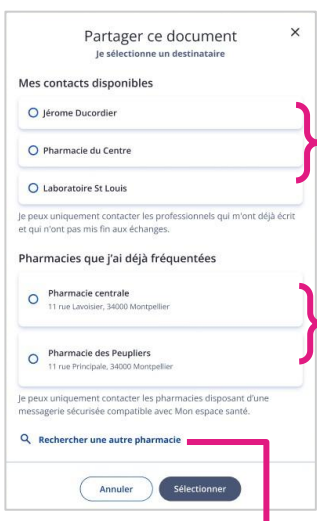 Partager ce document
Je sélectionne un destinataire
Mes contacts disponibles
Jérome Ducordier
Pharmacie du Centre
Laboratoire St Louis
Je peux uniquement contacter les professionnels qui m'ont déjà écrit
et qui n'ont pas mis fin aux échanges.
Pharmacies que j'ai déjà fréquentées
Pharmacie centrale
11 rue Lavoisier, 34000 Montpellier
Pharmacie des Peupliers
11 rue Principale, 34000 Montpellier
Je peux uniquement contacter les pharmacies disposant d'une
messagerie sécurisée compatible avec Mon espace santé.
Rechercher une autre pharmacie
Annuler Sélectionner